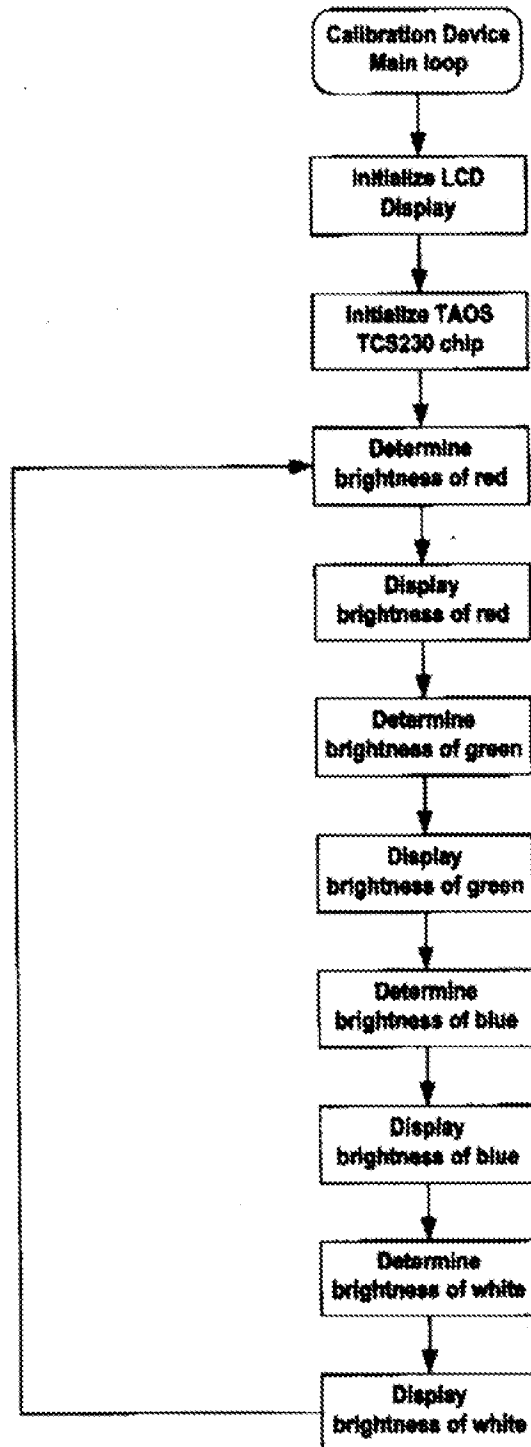 Calibration Device
Main loop
Initialize LCD
Display
Initialize TAOS
TCS230 chip
Determine
brightness of red
Display
brightness of red
Determine
brightness of green
Display
brightness of green
Determine
brightness of blue
Display
brightness of blue
Determine
brightness of white
Display
brightness of white